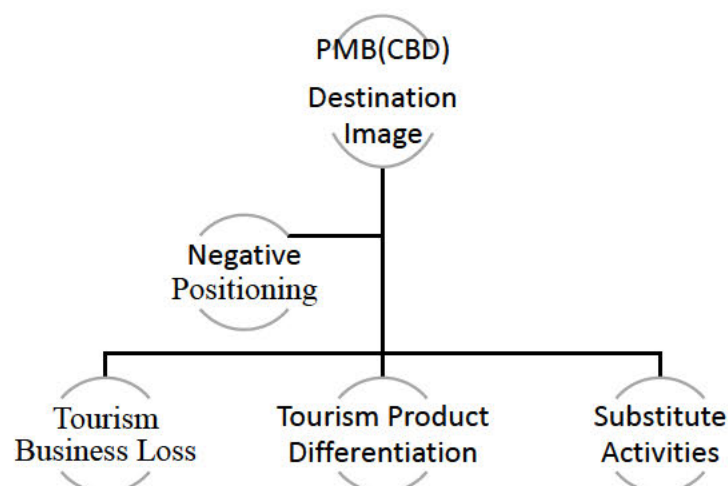 PMB(CBD)
Destination
Image
Negative
Positioning
Tourism
Business Loss
Tourism Product
Differentiation
Substitute
Activities